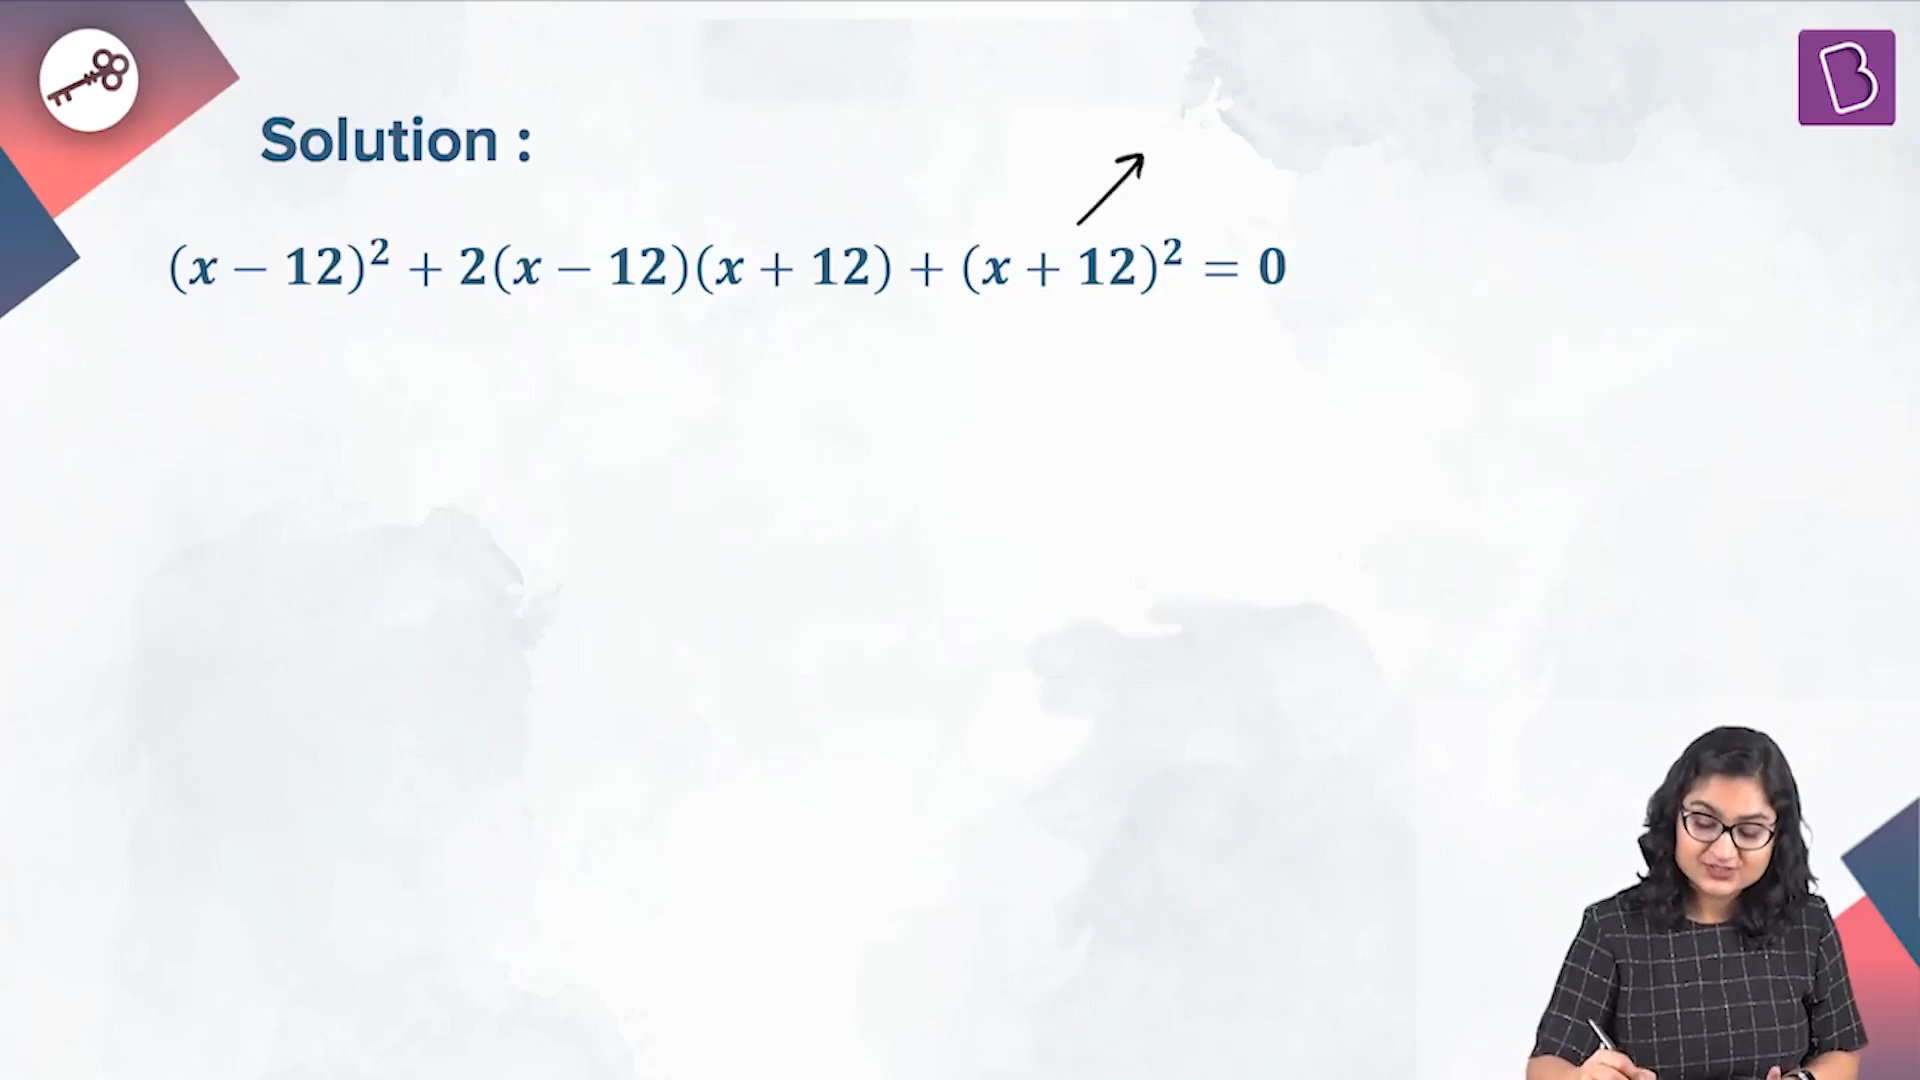 B
Solution :
(x − 12)² + 2(x − 12)(x + 12) + (x + 12)² = 0